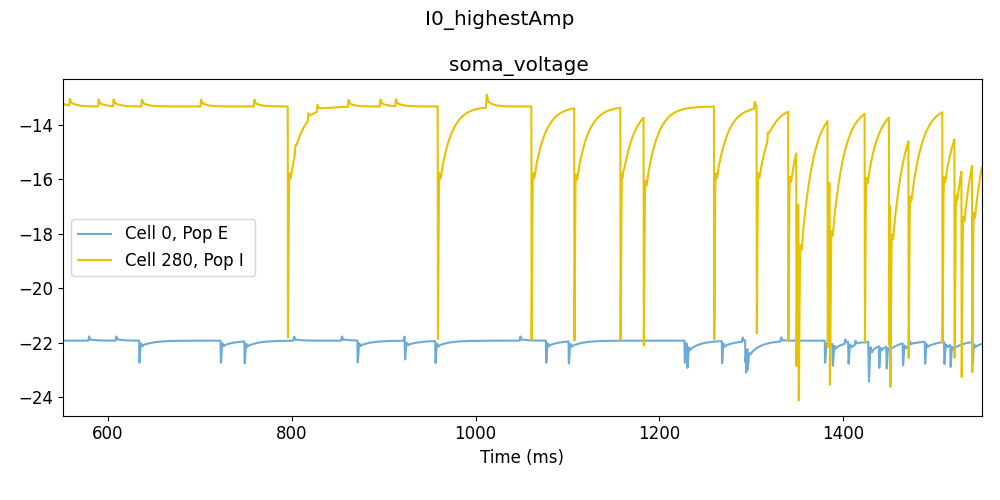 I0_highestAmp
soma_voltage
−14
−16
−18
−20
−22
−24
Cell 0, Pop E
Cell 280, Pop I
600
800
1000
1200
1400
Time (ms)